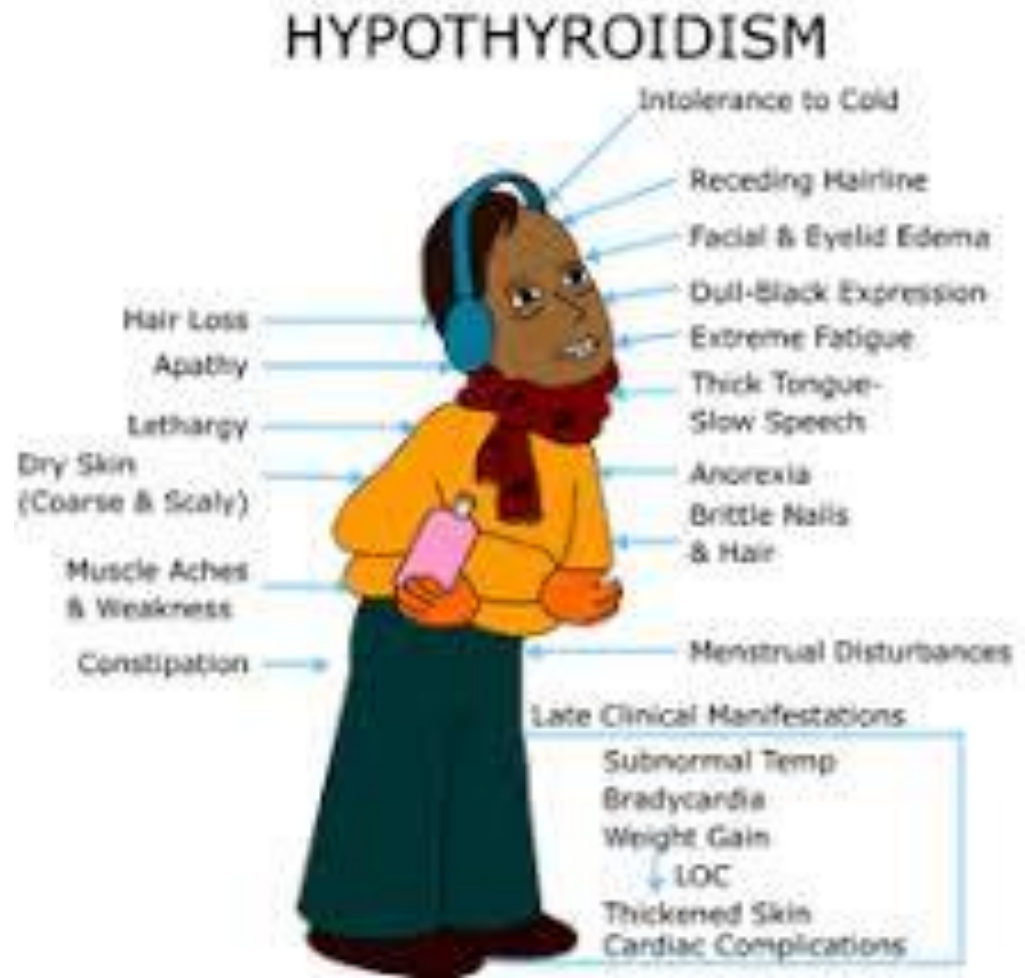 HYPOTHYROIDISM
Intolerance to Cold
Receding Hairline
Facial & Eyelid Edema
Dull-Black Expression
Extreme Fatigue
Thick Tongue-
Slow Speech
Anorexia
Brittle Nails
& Hair
Menstrual Disturbances
Hair Loss
Apathy
Lethargy
Dry Skin
(Coarse & Scaly)
Muscle Aches
& Weakness
Constipation
Late Clinical Manifestations
Subnormal Temp
Bradycardia
Weight Gain
↓ LOC
Thickened Skin
Cardiac Complications